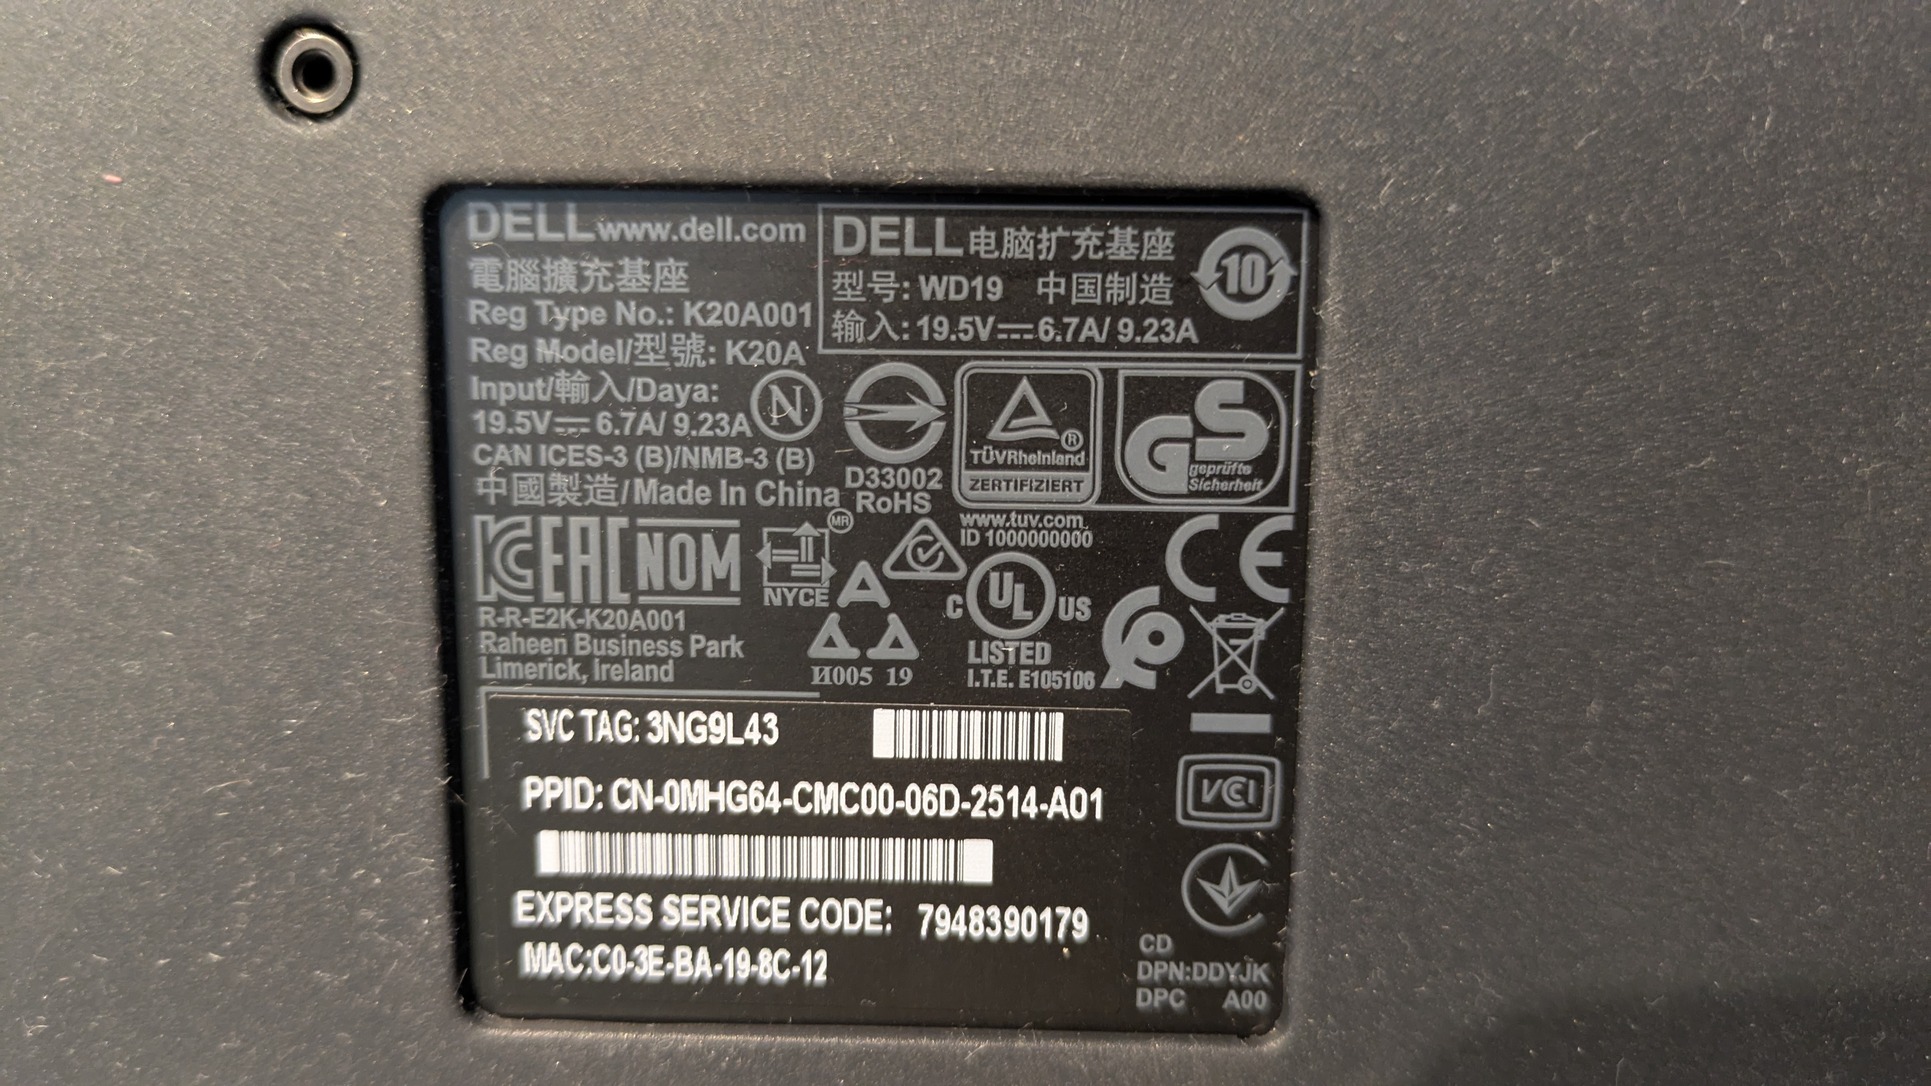 DELL www.dell.com
電腦擴充基座
Reg Type No.: K20A001
Reg Model/型號: K20A
Input/輸入/Daya:
19.5V⎓6.7A/ 9.23A
N
CAN ICES-3 (B)/NMB-3 (B)
中國製造/Made In China
DELL 电脑扩充基座
型号: WD19 中国制造
输入: 19.5V⎓6.7A/ 9.23A
10
D33002
RoHS
TÜVRheinland
®
ZERTIFIZIERT
GS
geprüfte
Sicherheit
www.tuv.com
ID 1000000000
KC EAC NOM
NYCE
MR
C UL US
LISTED
I.T.E. E105106
CE
R-R-E2K-K20A001
Raheen Business Park
Limerick, Ireland
И005 19
SVC TAG: 3NG9L43
PPID: CN-0MHG64-CMC00-06D-2514-A01
EXPRESS SERVICE CODE: 7948390179
MAC:C0-3E-BA-19-8C-12
VCCI
CD
DPN:DDYJK
DPC A00